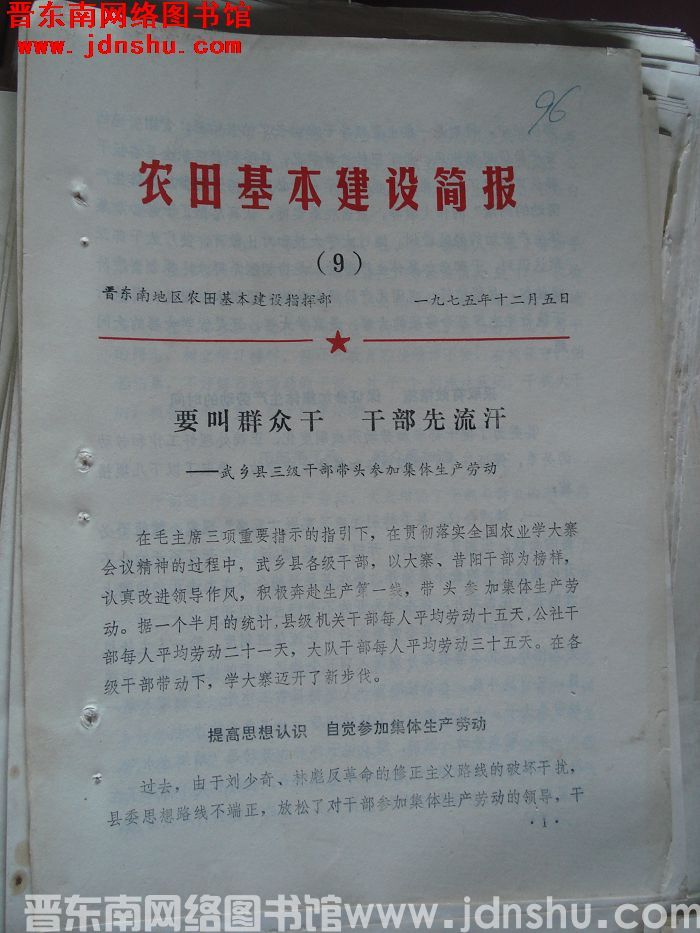 晋东南网络图书馆
www.jdnshu.com
96
农田基本建设简报
(9)
晋东南地区农田基本建设指挥部 一九七五年十二月五日
要叫群众干 干部先流汗
——武乡县三级干部带头参加集体生产劳动
在毛主席三项重要指示的指引下，在贯彻落实全国农业学大寨
会议精神的过程中，武乡县各级干部，以大寨、昔阳干部为榜样，
认真改进领导作风，积极奔赴生产第一线，带头参加集体生产劳
动。据一个半月的统计，县级机关干部每人平均劳动十五天，公社干
部每人平均劳动二十一天，大队干部每人平均劳动三十五天。在各
级干部带动下，学大寨迈开了新步伐。
提高思想认识 自觉参加集体生产劳动
过去，由于刘少奇、林彪反革命的修正主义路线的破坏干扰，
县委思想路线不端正，放松了对干部参加集体生产劳动的领导，干
·1·
晋东南网络图书馆www.jdnshu.com